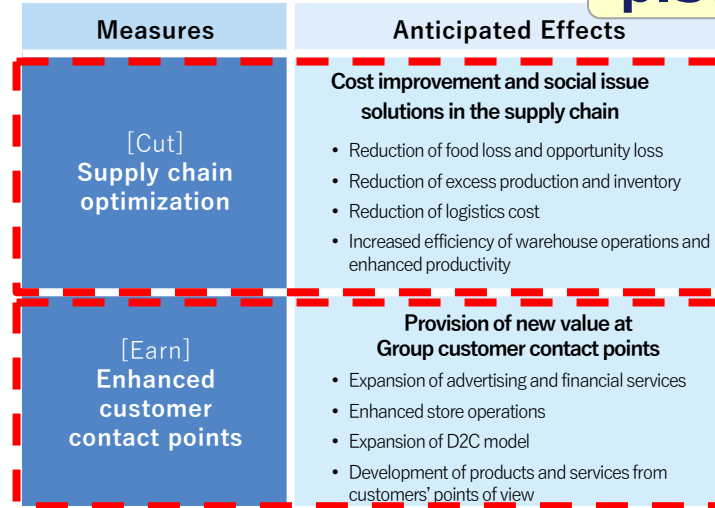 Measures
Anticipated Effects
[Cut]
Supply chain
optimization
Cost improvement and social issue
solutions in the supply chain
• Reduction of food loss and opportunity loss
• Reduction of excess production and inventory
• Reduction of logistics cost
• Increased efficiency of warehouse operations and
enhanced productivity
[Earn]
Enhanced
customer
contact points
Provision of new value at
Group customer contact points
• Expansion of advertising and financial services
• Enhanced store operations
• Expansion of D2C model
• Development of products and services from
customers' points of view